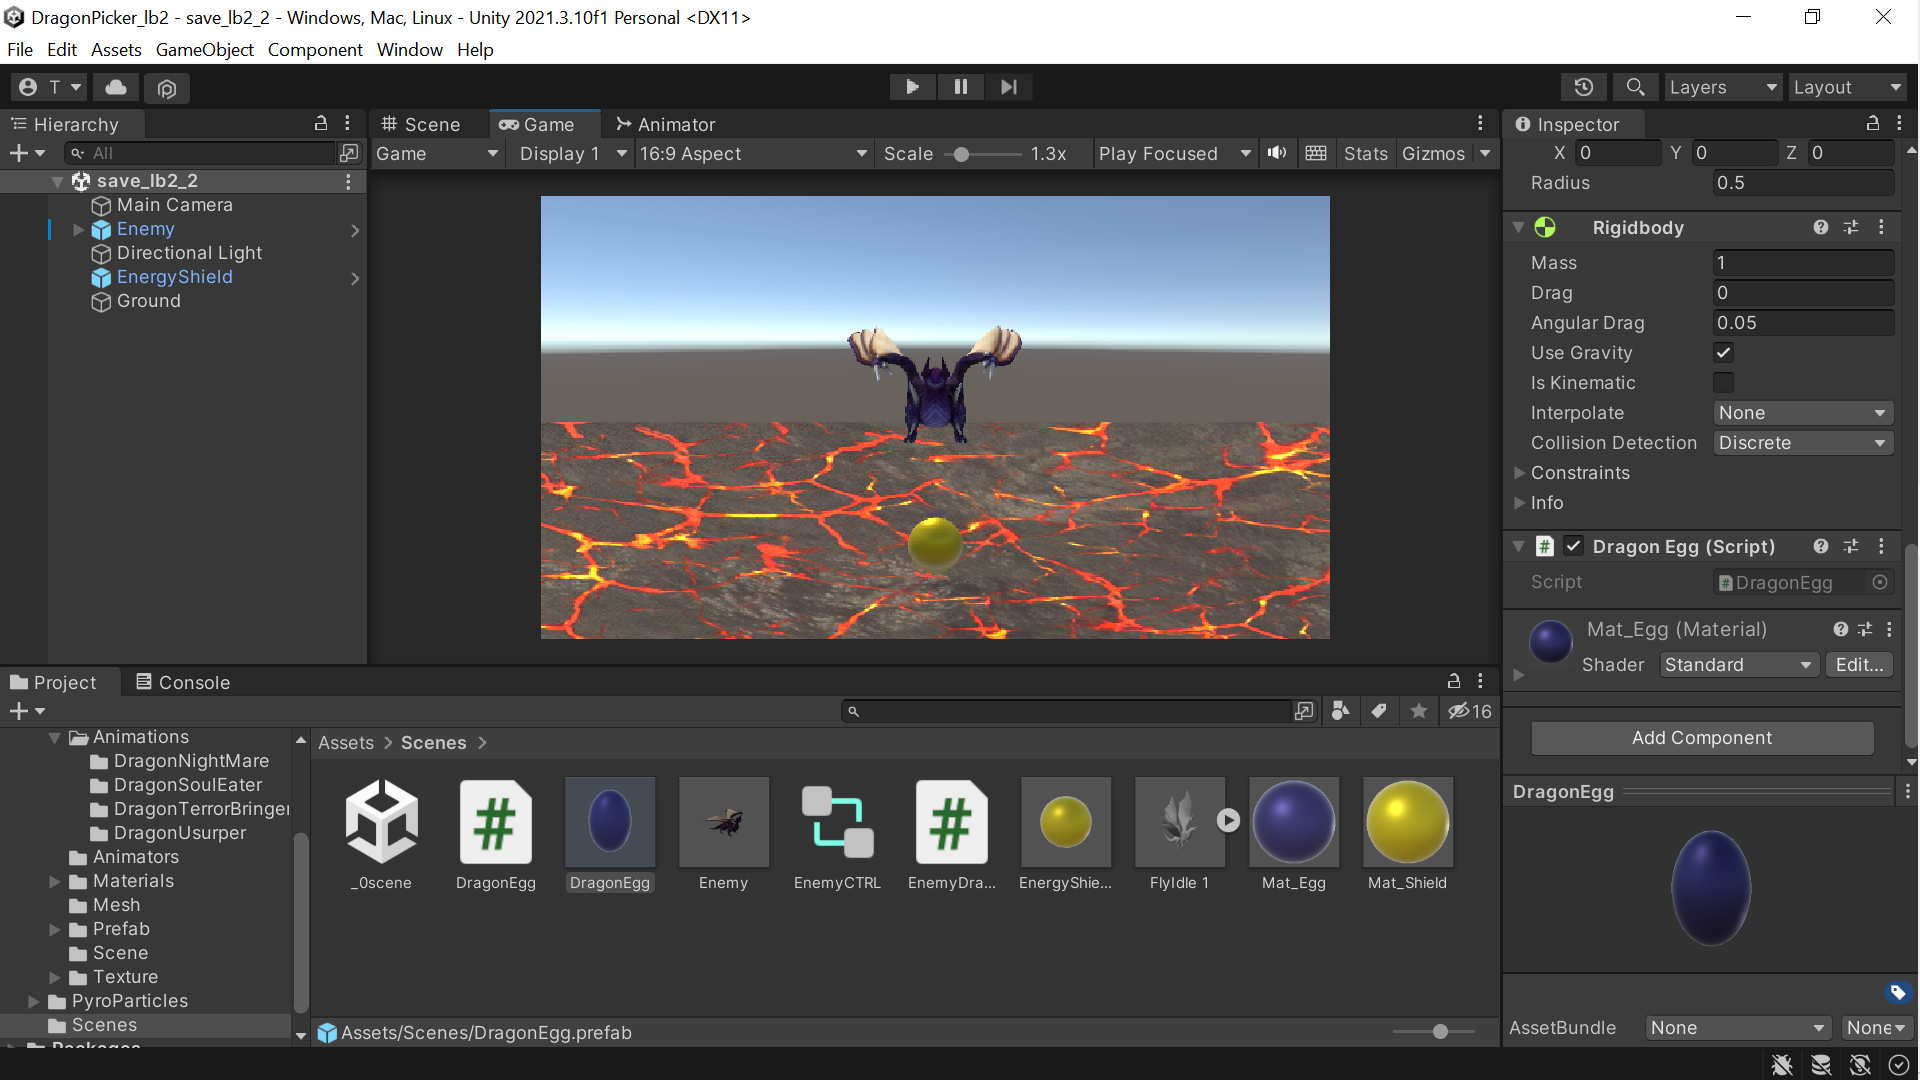 DragonPicker_lb2 - save_lb2_2 - Windows, Mac, Linux - Unity 2021.3.10f1 Personal <DX11>
File Edit Assets GameObject Component Window Help
T Layers Layout
Hierarchy
All
save_lb2_2
Main Camera
Enemy
Directional Light
EnergyShield
Ground
Scene Game Animator
Game Display 1 16:9 Aspect Scale 1.3x Play Focused Stats Gizmos
Inspector
X 0 Y 0 Z 0
Radius 0.5
Rigidbody
Mass 1
Drag 0
Angular Drag 0.05
Use Gravity
Is Kinematic
Interpolate None
Collision Detection Discrete
Constraints
Info
# Dragon Egg (Script)
Script # DragonEgg
Mat_Egg (Material)
Shader Standard Edit...
Add Component
DragonEgg
AssetBundle None None
Project Console
16
Animations
DragonNightMare
DragonSoulEater
DragonTerrorBringer
DragonUsurper
Animators
Materials
Mesh
Prefab
Scene
Texture
PyroParticles
Scenes
Packages
Assets > Scenes >
# #
_0scene DragonEgg DragonEgg Enemy EnemyCTRL EnemyDra... EnergyShie... FlyIdle 1 Mat_Egg Mat_Shield
Assets/Scenes/DragonEgg.prefab